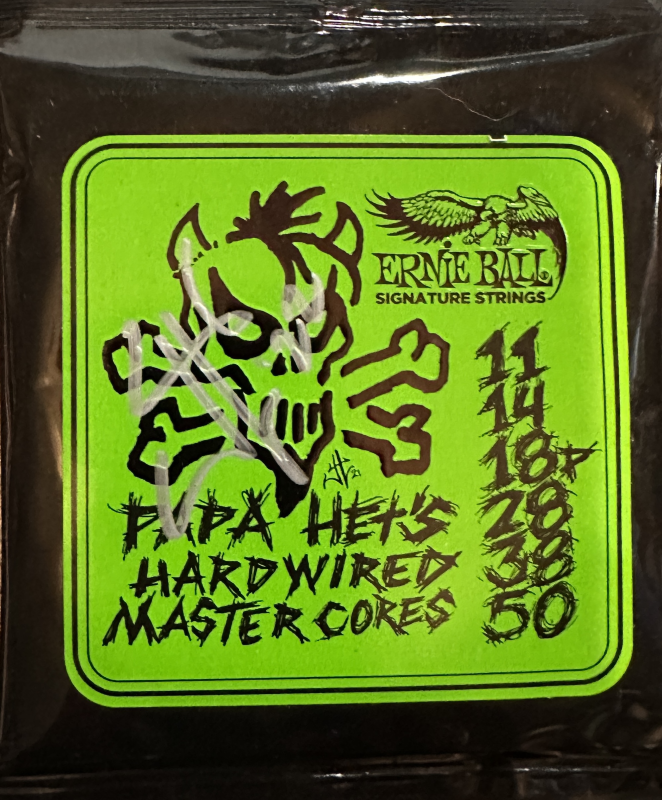 ERNIE BALL
SIGNATURE STRINGS
11
14
18P
28
38
50
PAPA HET'S
HARDWIRED
MASTER CORES